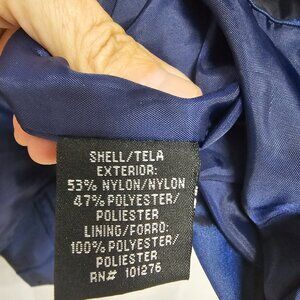 SHELL/TELA
EXTERIOR:
53% NYLON/NYLON
47% POLYESTER/
POLIESTER
LINING/FORRO:
100% POLYESTER/
POLIESTER
RN# 101276